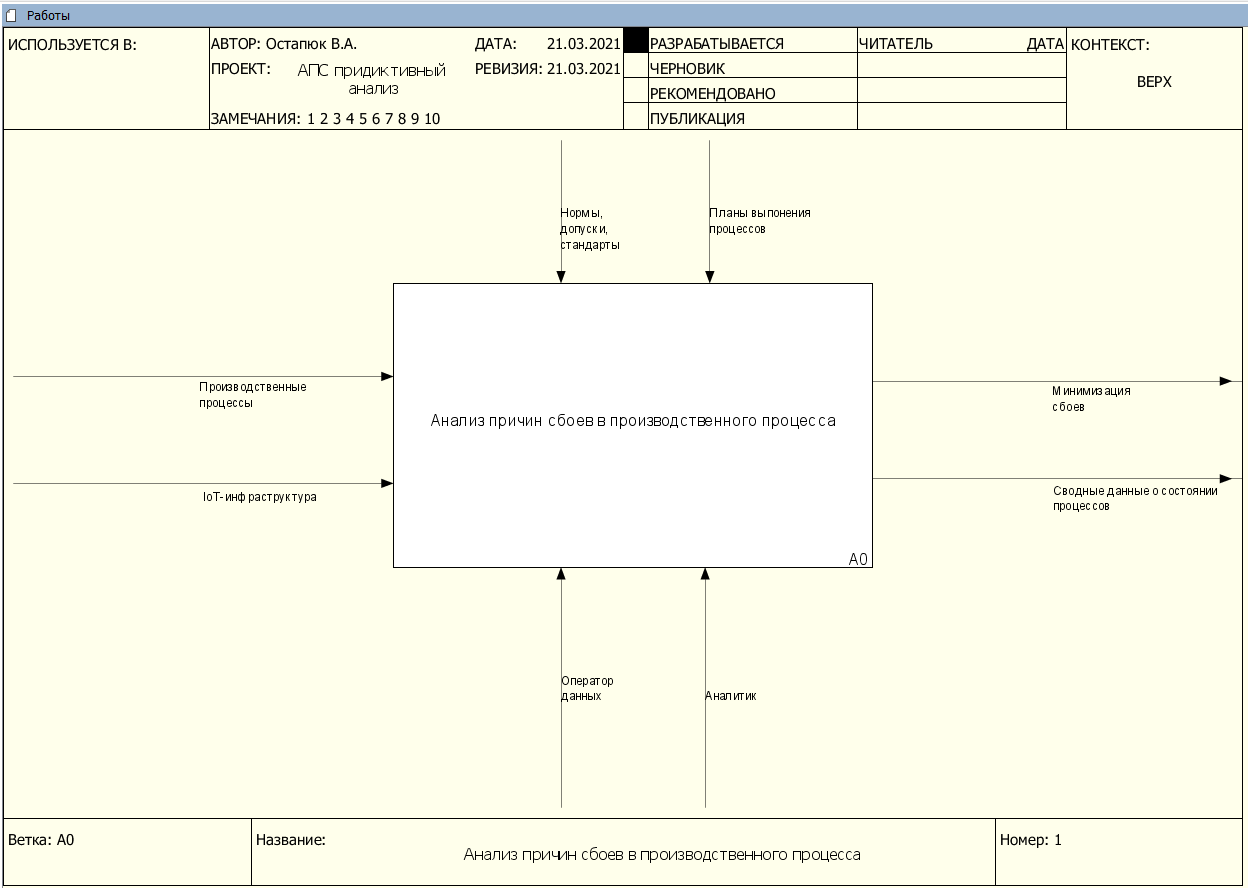 Работы
ИСПОЛЬЗУЕТСЯ В:
АВТОР: Остапюк В.А.
ДАТА: 21.03.2021
ПРОЕКТ: АПС придиктивный
анализ
РЕВИЗИЯ: 21.03.2021
ЗАМЕЧАНИЯ: 1 2 3 4 5 6 7 8 9 10
РАЗРАБАТЫВАЕТСЯ
ЧЕРНОВИК
РЕКОМЕНДОВАНО
ПУБЛИКАЦИЯ
ЧИТАТЕЛЬ ДАТА
КОНТЕКСТ:
ВЕРХ
Нормы,
допуски,
стандарты
Планы выпонения
процессов
Производственные
процессы
IoT-инфраструктура
Анализ причин сбоев в производственного процесса
A0
Минимизация
сбоев
Сводные данные о состоянии
процессов
Оператор
данных
Аналитик
Ветка: A0
Название:
Анализ причин сбоев в производственного процесса
Номер: 1